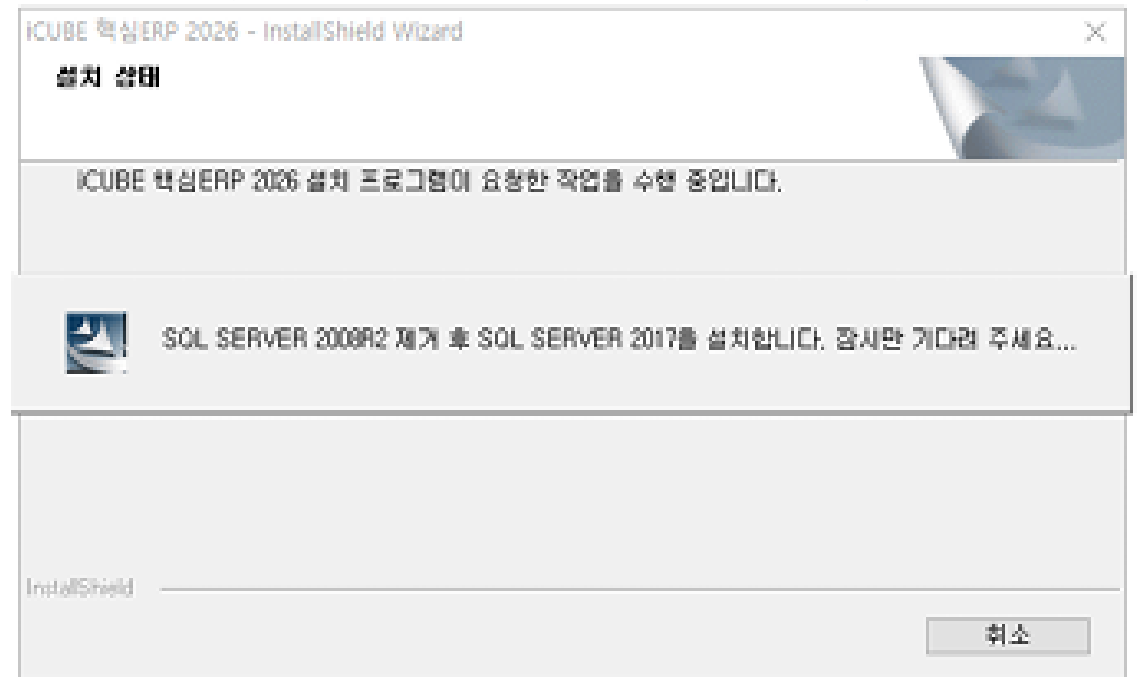 iCUBE 핵심ERP 2026 - InstallShield Wizard
설치 상태
iCUBE 핵심ERP 2026 설치 프로그램이 요청한 작업을 수행 중입니다.
SQL SERVER 2008R2 제거 후 SQL SERVER 2017을 설치합니다. 잠시만 기다려 주세요...
InstallShield
취소